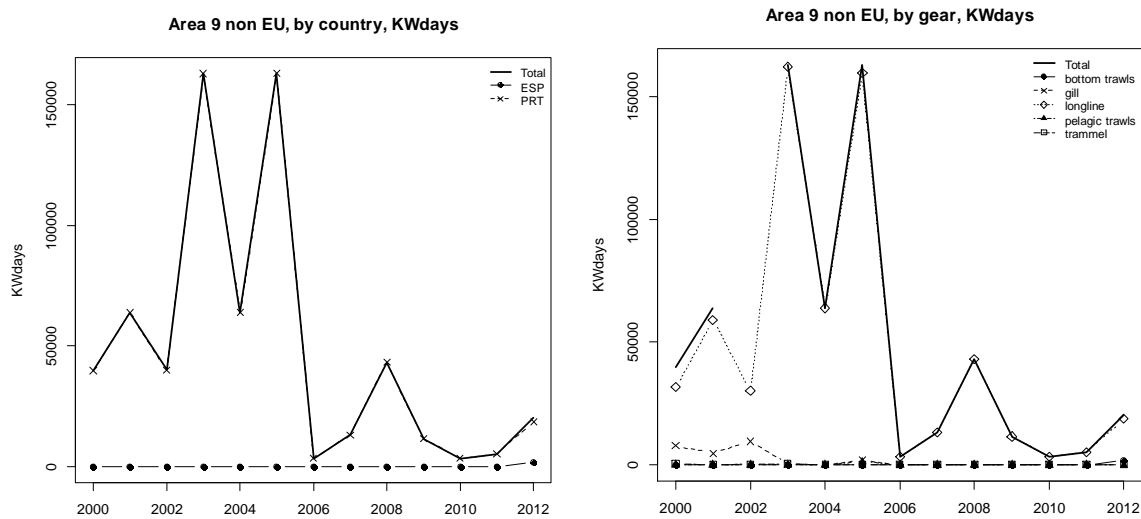 Area 9 non EU, by country, KWdays
Total
ESP
PRT
KWdays
0
50000
100000
150000
2000
2002
2004
2006
2008
2010
2012
Area 9 non EU, by gear, KWdays
Total
bottom trawls
gill
longline
pelagic trawls
trammel
KWdays
0
50000
100000
150000
2000
2002
2004
2006
2008
2010
2012